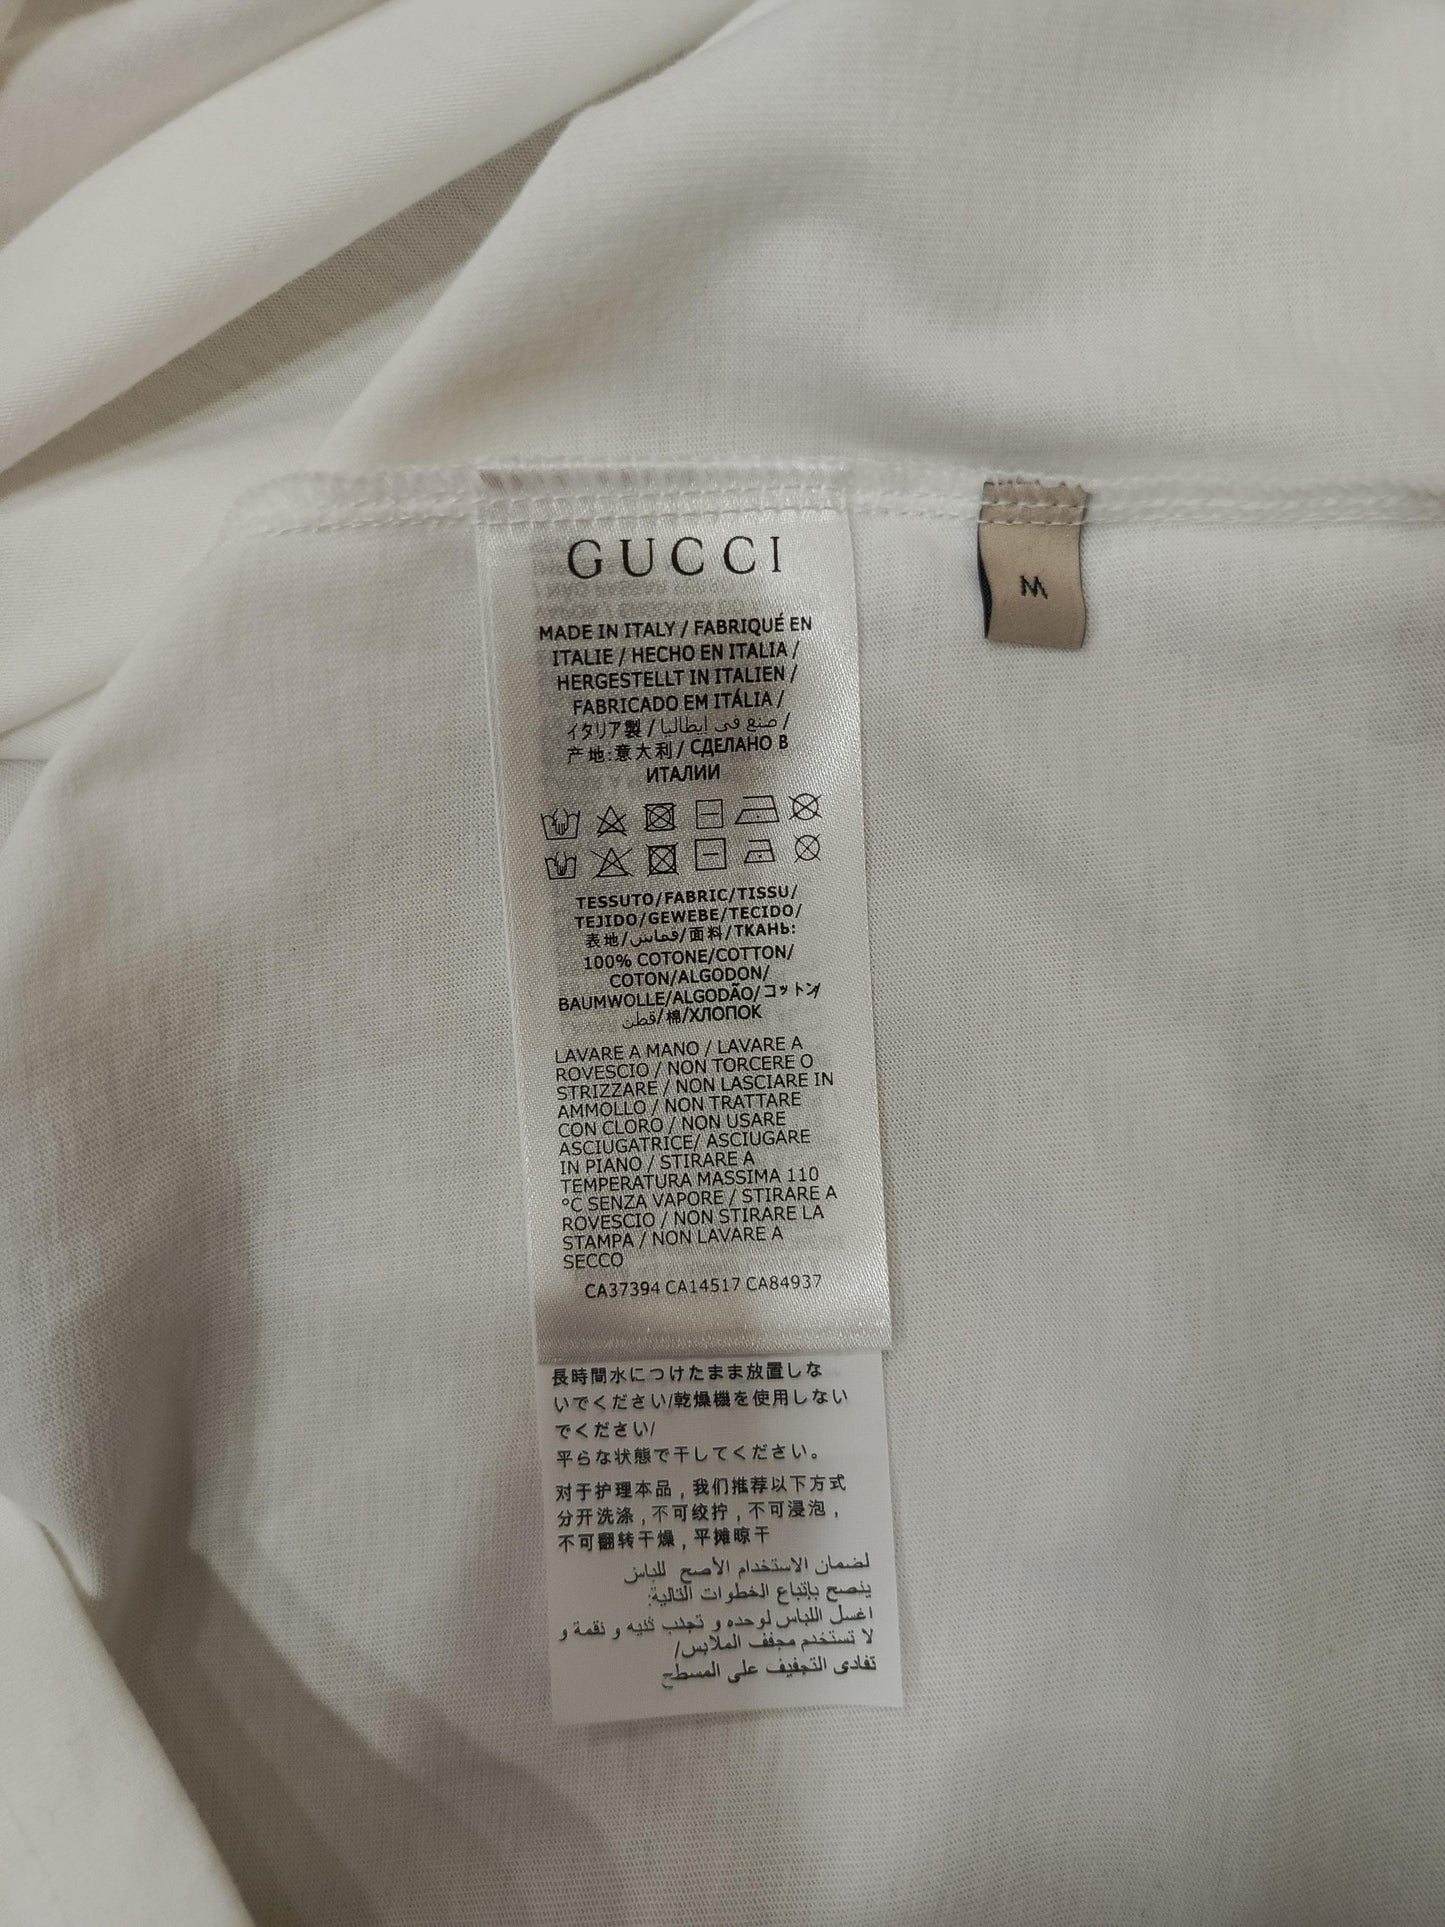 GUCCI
M
MADE IN ITALY / FABRIQUÉ EN
ITALIE / HECHO EN ITALIA /
HERGESTELLT IN ITALIEN /
FABRICADO EM ITÁLIA /
イタリア製 / صنع في إيطاليا /
产地:意大利 / СДЕЛАНО В
ИТАЛИИ
TESSUTO/FABRIC/TISSU/
TEJIDO/GEWEBE/TECIDO/
表地/قماش/面料/ТКАНЬ:
100% COTONE/COTTON/
COTON/ALGODON/
BAUMWOLLE/ALGODÃO/コットン/
قطن/棉/ХЛОПОК
LAVARE A MANO / LAVARE A
ROVESCIO / NON TORCERE O
STRIZZARE / NON LASCIARE IN
AMMOLLO / NON TRATTARE
CON CLORO / NON USARE
ASCIUGATRICE/ ASCIUGARE
IN PIANO / STIRARE A
TEMPERATURA MASSIMA 110
°C SENZA VAPORE / STIRARE A
ROVESCIO / NON STIRARE LA
STAMPA / NON LAVARE A
SECCO
CA37394 CA14517 CA84937
長時間水につけたまま放置しな
いでください/乾燥機を使用しない
でください/
平らな状態で干してください。
对于护理本品，我们推荐以下方式
分开洗涤，不可绞拧，不可浸泡，
不可翻转干燥，平摊晾干
لضمان الاستخدام الأصح للباس
ينصح بإتباع الخطوات التالية:
اغسل اللباس لوحده و تجنب ثنيه و نقعه و
لا تستخدم مجفف الملابس/
تفادى التجفيف على المسطح